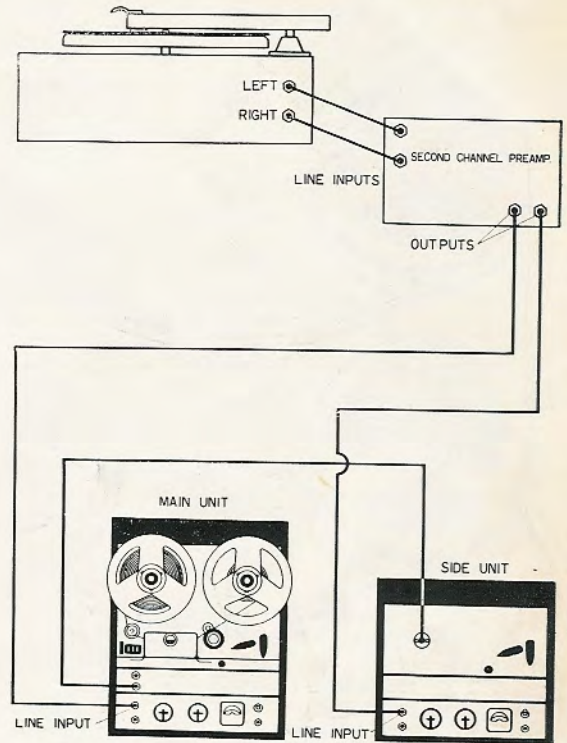 LEFT
RIGHT
LINE INPUTS
SECOND CHANNEL PREAMP.
OUTPUTS
MAIN UNIT
SIDE UNIT
LINE INPUT
LINE INPUT